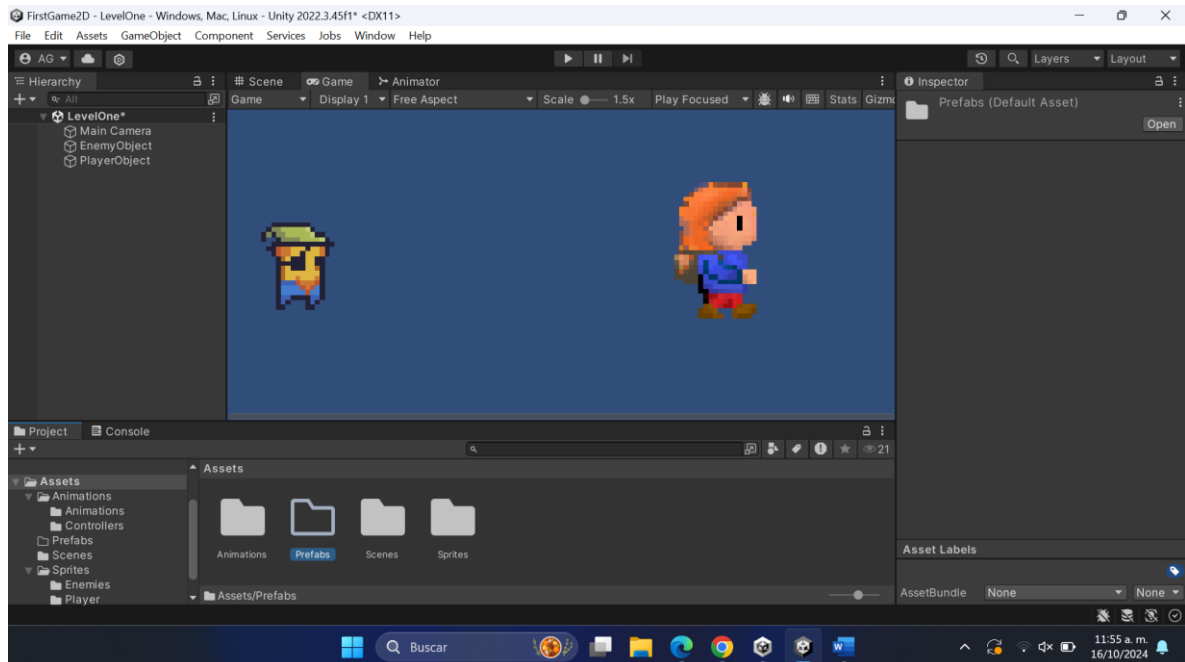 FirstGame2D - LevelOne - Windows, Mac, Linux - Unity 2022.3.45f1* <DX11>
File Edit Assets GameObject Component Services Jobs Window Help
AG Layers Layout
Hierarchy # Scene Game Animator Inspector
All Game Display 1 Free Aspect Scale 1.5x Play Focused Stats Gizmo Prefabs (Default Asset)
Open
LevelOne*
Main Camera
EnemyObject
PlayerObject
Project Console
21
Assets
Assets
Animations
Animations
Controllers
Prefabs
Scenes
Sprites
Enemies
Player
Animations Prefabs Scenes Sprites
Assets/Prefabs
Asset Labels
AssetBundle None None
Buscar
11:55 a. m.
16/10/2024